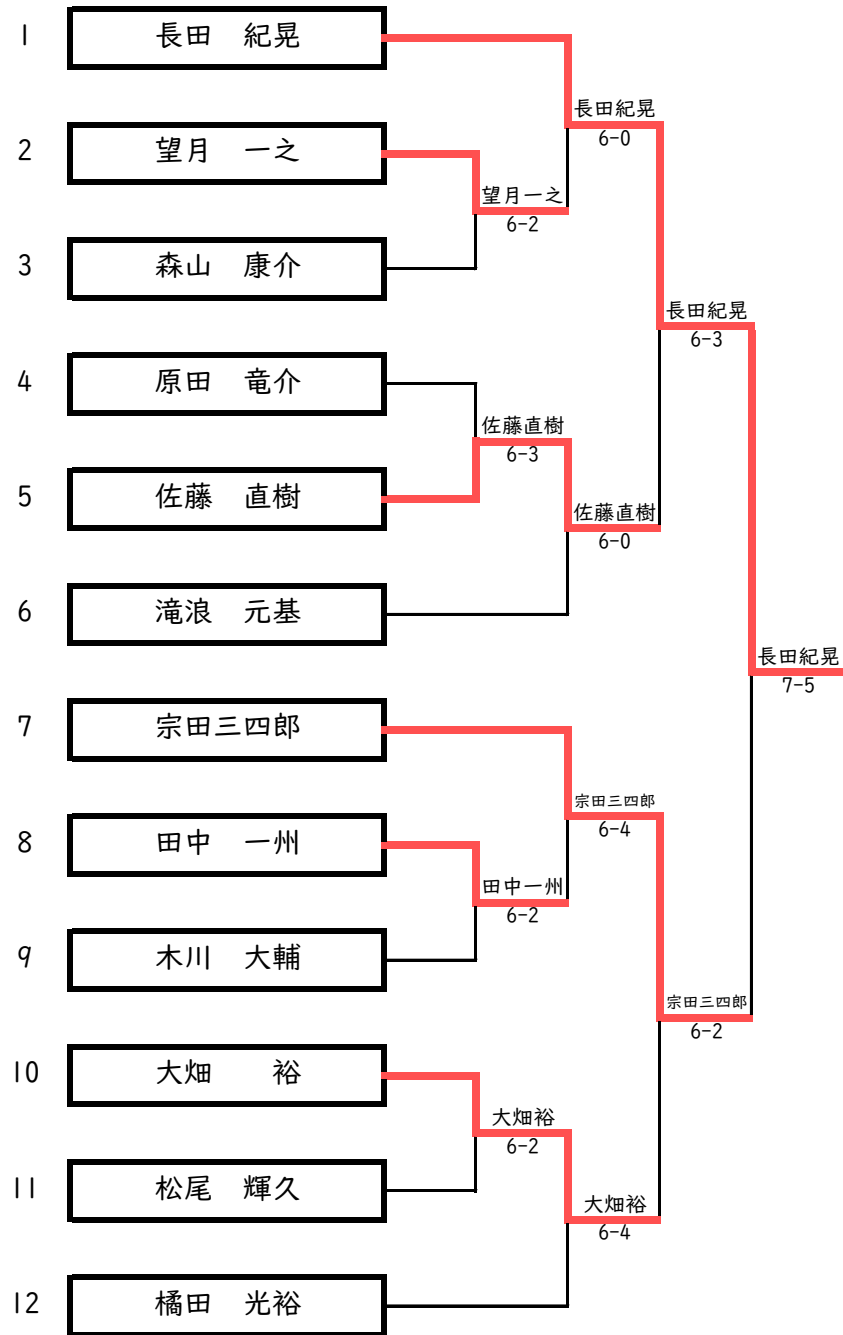 1 長田 紀晃
2 望月 一之
3 森山 康介
4 原田 竜介
5 佐藤 直樹
6 滝浪 元基
7 宗田三四郎
8 田中 一州
9 木川 大輔
10 大畑 裕
11 松尾 輝久
12 橘田 光裕
望月一之
6-2
佐藤直樹
6-3
田中一州
6-2
大畑裕
6-2
長田紀晃
6-0
佐藤直樹
6-0
宗田三四郎
6-4
大畑裕
6-4
長田紀晃
6-3
宗田三四郎
6-2
長田紀晃
7-5